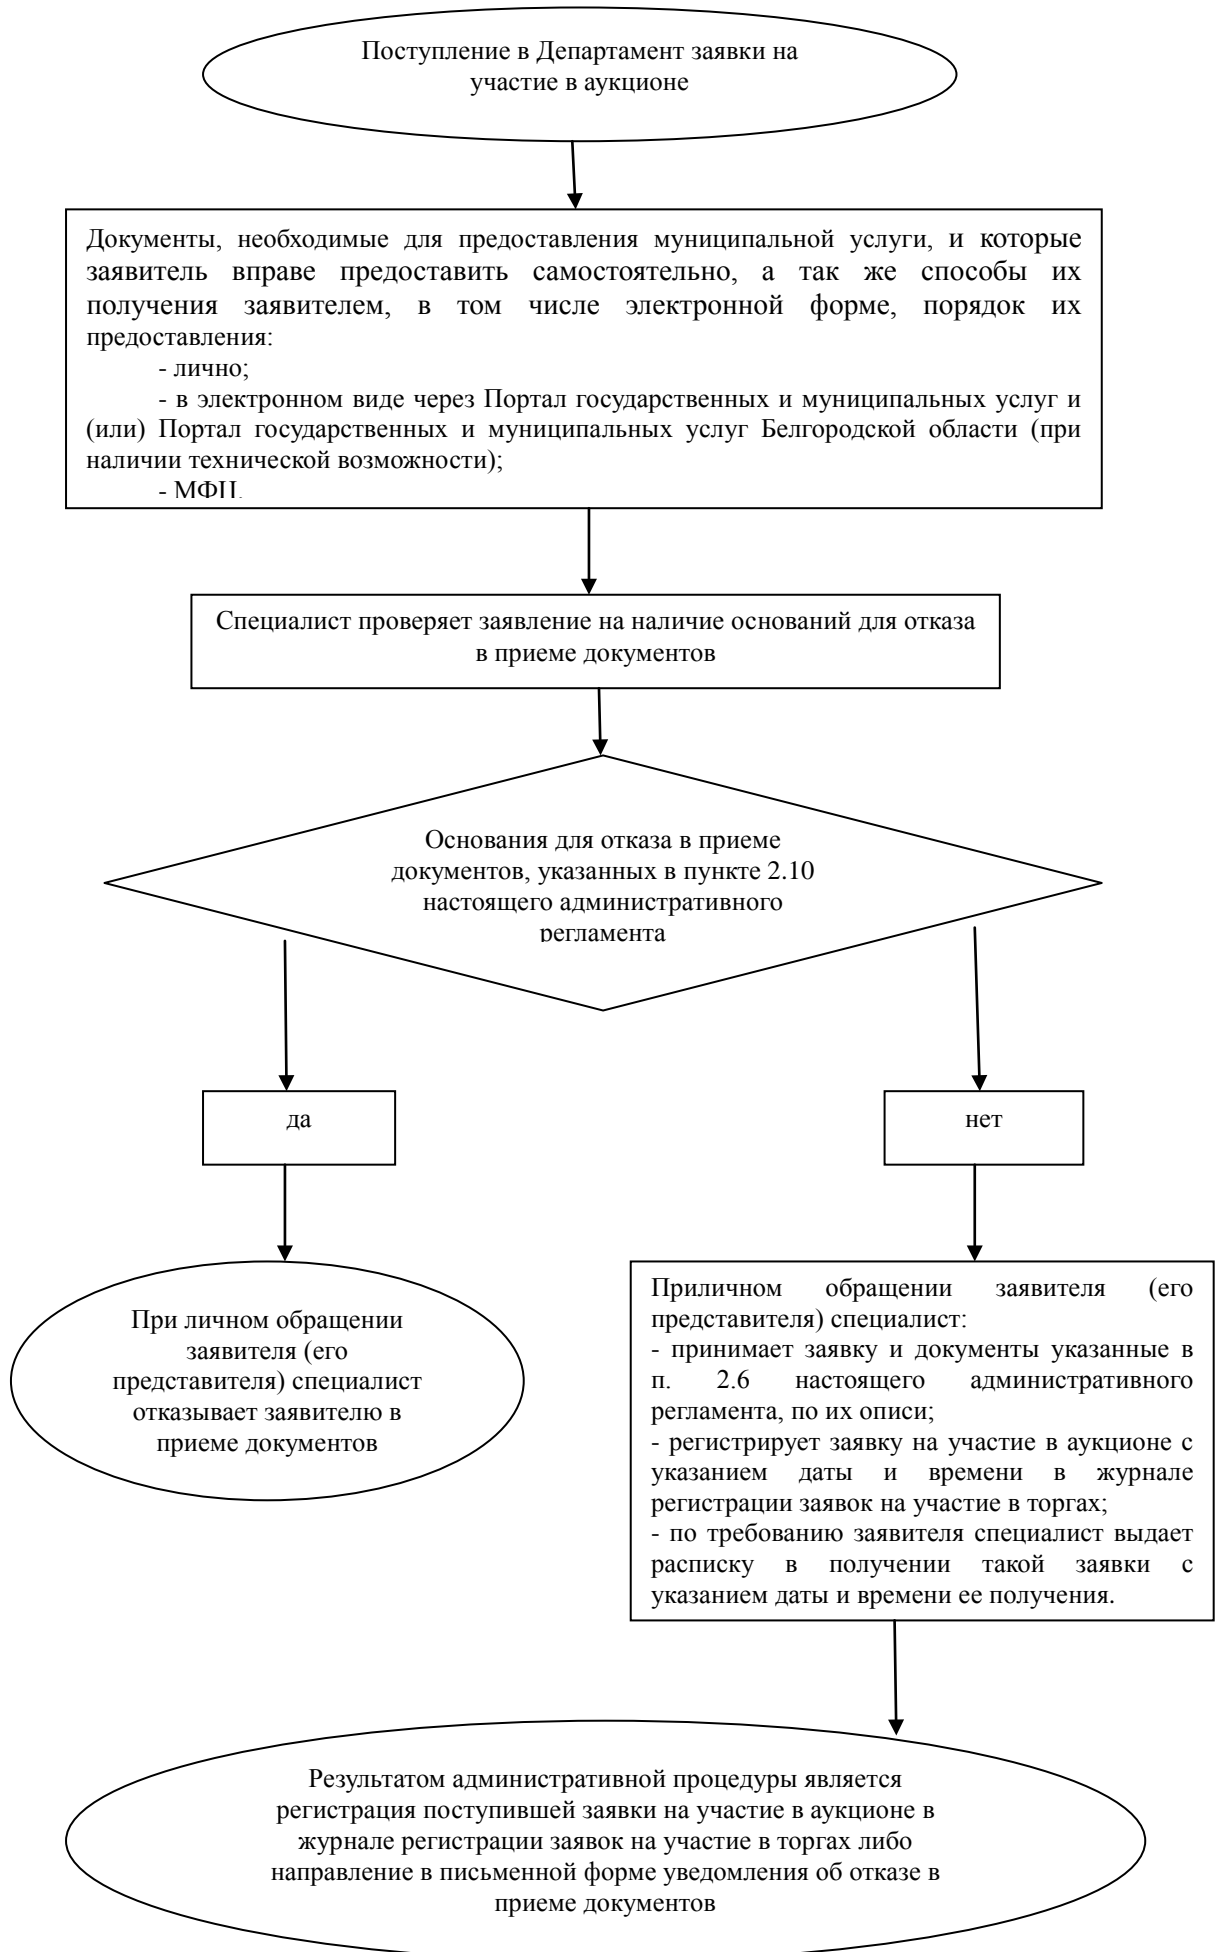 Поступление в Департамент заявки на
участие в аукционе
Документы, необходимые для предоставления муниципальной услуги, и которые
заявитель вправе предоставить самостоятельно, а так же способы их
получения заявителем, в том числе электронной форме, порядок их
предоставления:
- лично;
- в электронном виде через Портал государственных и муниципальных услуг и
(или) Портал государственных и муниципальных услуг Белгородской области (при
наличии технической возможности);
- МФЦ.
Специалист проверяет заявление на наличие оснований для отказа
в приеме документов
Основания для отказа в приеме
документов, указанных в пункте 2.10
настоящего административного
регламента
да
нет
При личном обращении
заявителя (его
представителя) специалист
отказывает заявителю в
приеме документов
Приличном обращении заявителя (его
представителя) специалист:
- принимает заявку и документы указанные в
п. 2.6 настоящего административного
регламента, по их описи;
- регистрирует заявку на участие в аукционе с
указанием даты и времени в журнале
регистрации заявок на участие в торгах;
- по требованию заявителя специалист выдает
расписку в получении такой заявки с
указанием даты и времени ее получения.
Результатом административной процедуры является
регистрация поступившей заявки на участие в аукционе в
журнале регистрации заявок на участие в торгах либо
направление в письменной форме уведомления об отказе в
приеме документов